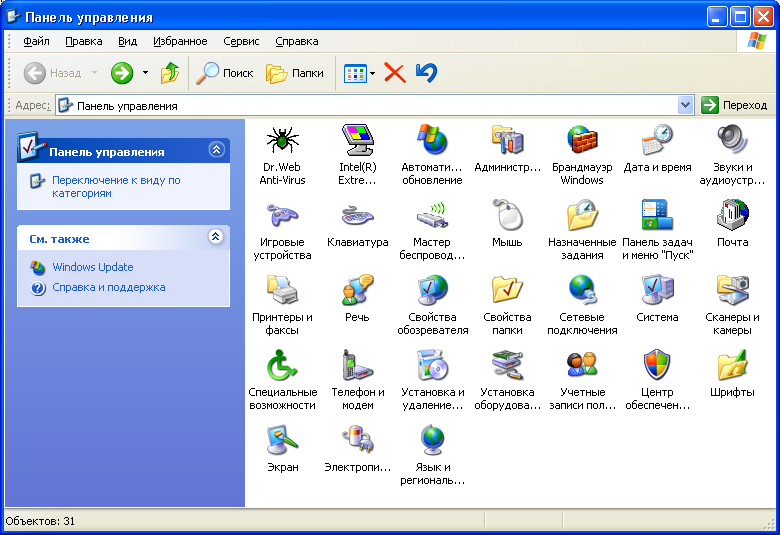 Панель управления
Файл Правка Вид Избранное Сервис Справка
Назад Поиск Папки
Адрес: Панель управления Переход
Панель управления
Переключение к виду по
категориям
См. также
Windows Update
Справка и поддержка
Dr.Web
Anti-Virus
Intel(R)
Extre...
Автомати...
обновление
Администр...
Брандмауэр
Windows
Дата и время
Звуки и
аудиоустр...
Игровые
устройства
Клавиатура
Мастер
беспровод...
Мышь
Назначенные
задания
Панель задач
и меню "Пуск"
Почта
Принтеры и
факсы
Речь
Свойства
обозревателя
Свойства
папки
Сетевые
подключения
Система
Сканеры и
камеры
Специальные
возможности
Телефон и
модем
Установка и
удаление...
Установка
оборудова...
Учетные
записи пол...
Центр
обеспечен...
Шрифты
Экран
Электропи...
Язык и
региональ...
Объектов: 31